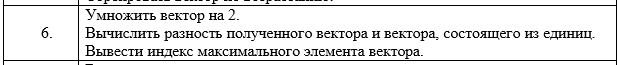 Умножить вектор на 2.
6. Вычислить разность полученного вектора и вектора, состоящего из единиц.
Вывести индекс максимального элемента вектора.